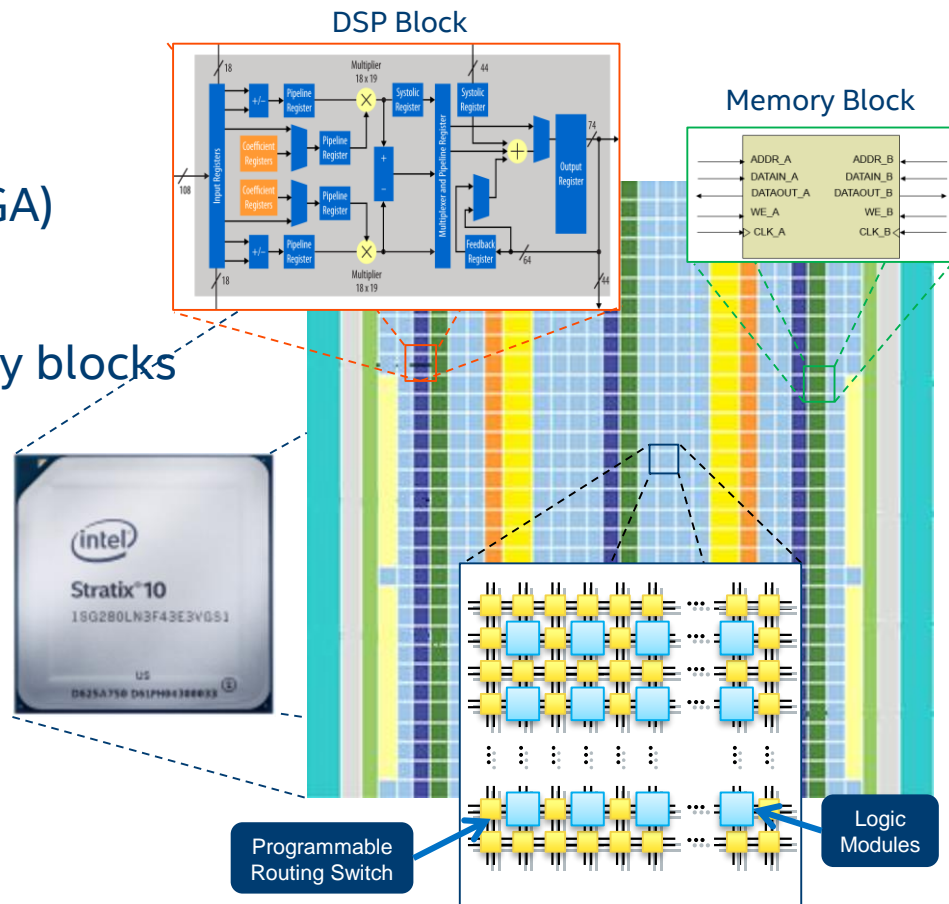 DSP Block
18
44
Multiplier
18 x 19
+/−
Pipeline
Register
Systolic
Register
Systolic
Register
74
Coefficient
Registers
Pipeline
Register
108
Input Registers
+
−
Multiplexer and Pipeline Register
+
Output
Register
Coefficient
Registers
Pipeline
Register
+/−
Pipeline
Register
Feedback
Register
64
18
Multiplier
18 x 19
44
Memory Block
ADDR_A ADDR_B
DATAIN_A DATAIN_B
DATAOUT_A DATAOUT_B
WE_A WE_B
CLK_A CLK_B
GA)
y blocks
intel
Stratix® 10
1SG280LN3F43E3VGS1
US
Programmable
Routing Switch
Logic
Modules